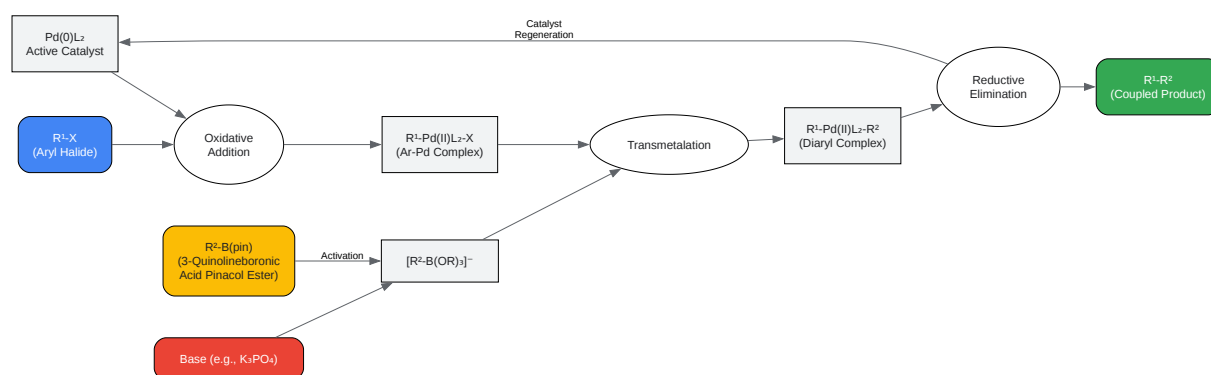 Pd(0)L₂
Active Catalyst
Catalyst
Regeneration
R¹-X
(Aryl Halide)
Oxidative
Addition
R¹-Pd(II)L₂-X
(Ar-Pd Complex)
Transmetalation
R¹-Pd(II)L₂-R²
(Diaryl Complex)
Reductive
Elimination
R¹-R²
(Coupled Product)
R²-B(pin)
(3-Quinolineboronic
Acid Pinacol Ester)
Activation
[R²-B(OR)₃]⁻
Base (e.g., K₃PO₄)